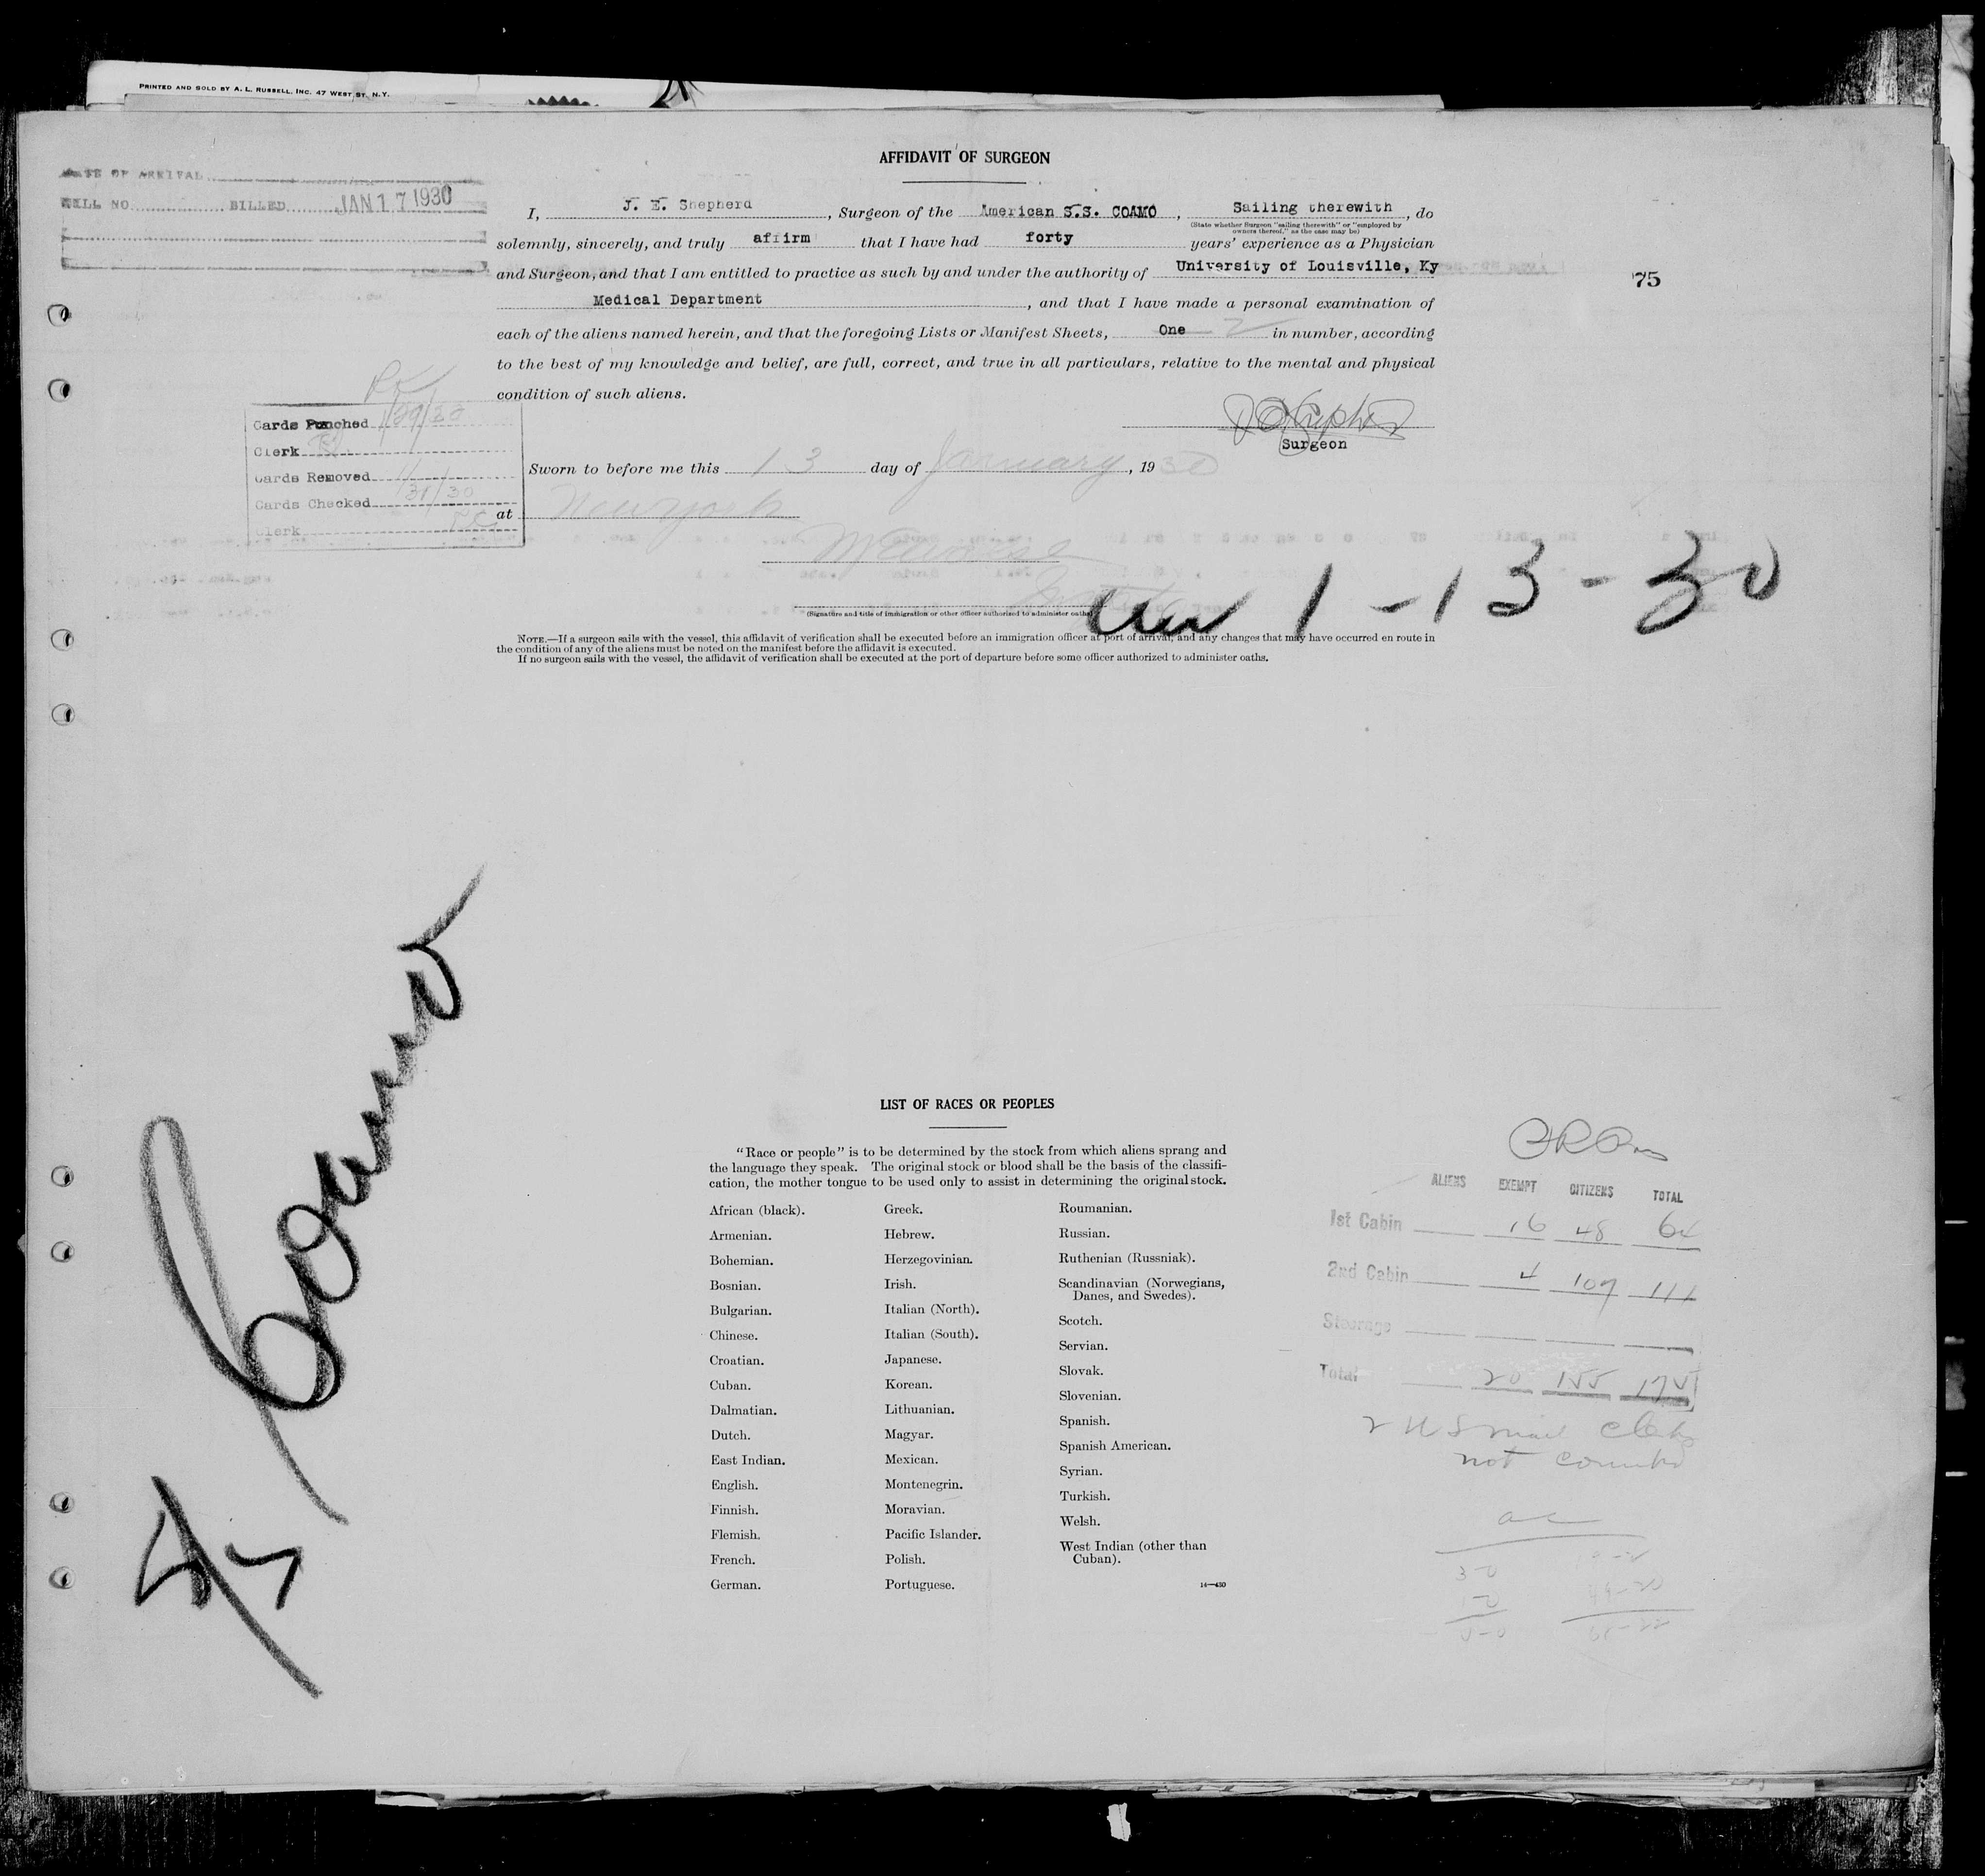 PRINTED AND SOLD BY A. L. RUSSELL, INC. 47 WEST ST. N.Y.
AFFIDAVIT OF SURGEON
DATE OF ARRIVAL
BILL NO. BILLED JAN 17 1930
I, J. E. Shepherd, Surgeon of the American S.S. COAMO, Sailing therewith, do
(State whether Surgeon "sailing therewith" or "employed by
owners thereof," as the case may be)
solemnly, sincerely, and truly affirm that I have had forty years' experience as a Physician
and Surgeon, and that I am entitled to practice as such by and under the authority of University of Louisville, Ky
75
Medical Department, and that I have made a personal examination of
each of the aliens named herein, and that the foregoing Lists or Manifest Sheets, One 2 in number, according
to the best of my knowledge and belief, are full, correct, and true in all particulars, relative to the mental and physical
condition of such aliens.
Surgeon
Cards Punched 1/29/30
Clerk
Cards Removed
Cards Checked 1/31/30
Clerk
Sworn to before me this 13 day of January, 1930
at New York
(Signature and title of immigration or other officer authorized to administer oaths)
1-13-30
NOTE.—If a surgeon sails with the vessel, this affidavit of verification shall be executed before an immigration officer at port of arrival, and any changes that may have occurred en route in
the condition of any of the aliens must be noted on the manifest before the affidavit is executed.
If no surgeon sails with the vessel, the affidavit of verification shall be executed at the port of departure before some officer authorized to administer oaths.
S/S Coamo
LIST OF RACES OR PEOPLES
"Race or people" is to be determined by the stock from which aliens sprang and
the language they speak. The original stock or blood shall be the basis of the classifi-
cation, the mother tongue to be used only to assist in determining the original stock.
African (black).
Armenian.
Bohemian.
Bosnian.
Bulgarian.
Chinese.
Croatian.
Cuban.
Dalmatian.
Dutch.
East Indian.
English.
Finnish.
Flemish.
French.
German.
Greek.
Hebrew.
Herzegovinian.
Irish.
Italian (North).
Italian (South).
Japanese.
Korean.
Lithuanian.
Magyar.
Mexican.
Montenegrin.
Moravian.
Pacific Islander.
Polish.
Portuguese.
Roumanian.
Russian.
Ruthenian (Russniak).
Scandinavian (Norwegians,
Danes, and Swedes).
Scotch.
Servian.
Slovak.
Slovenian.
Spanish.
Spanish American.
Syrian.
Turkish.
Welsh.
West Indian (other than
Cuban).
14—430
ALIENS EXEMPT CITIZENS TOTAL
1st Cabin 16 48 64
2nd Cabin 4 107 111
Steerage
Total 20 155 175
2 US mail clerks
not counted